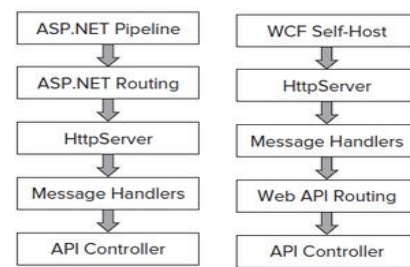 ASP.NET Pipeline
ASP.NET Routing
HttpServer
Message Handlers
API Controller
WCF Self-Host
HttpServer
Message Handlers
Web API Routing
API Controller